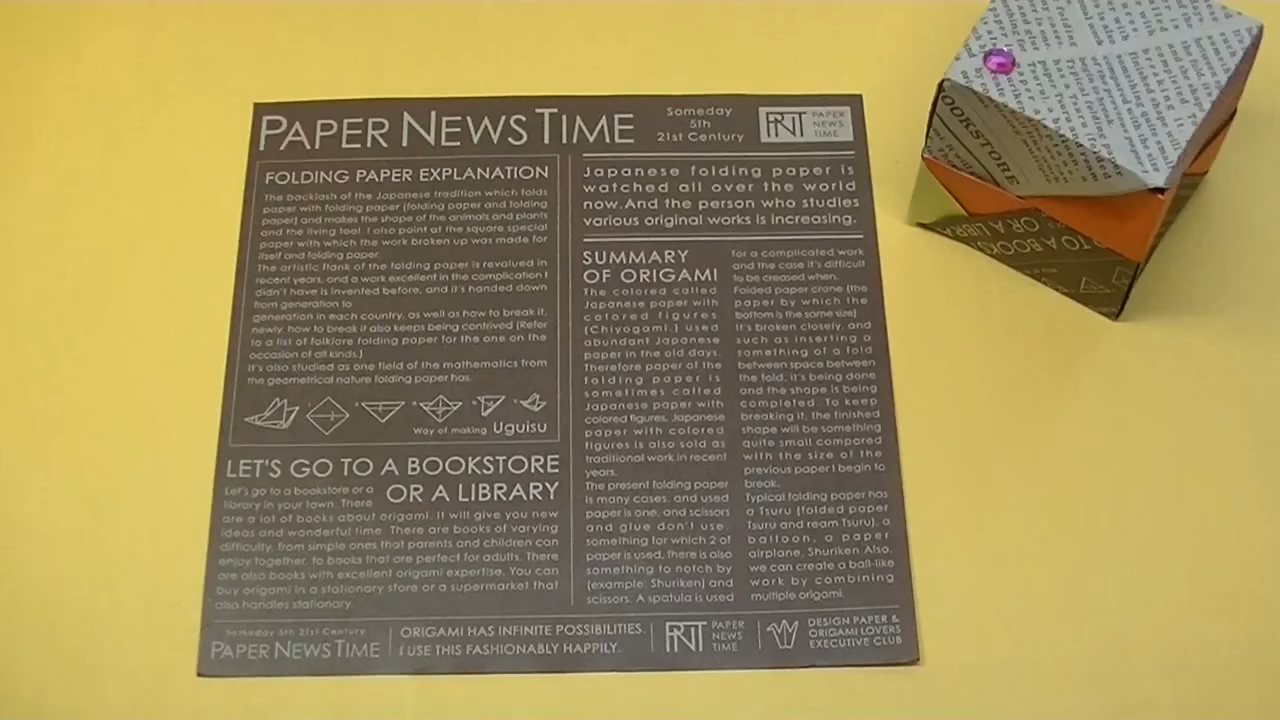 PAPER NEWS TIME
Someday
5th
21st Century
PNT
PAPER
NEWS
TIME
FOLDING PAPER EXPLANATION
The backlash of the Japanese tradition which folds
paper with folding paper (folding paper and folding
paper) and makes the shape of the animals and plants
and the living tool. I also point at the square special
paper with which the work broken up was made for
itself and folding paper.
The artistic flank of the folding paper is revalued in
recent years, and a work excellent in the complication I
didn't have is invented before, and it's handed down
from generation to
generation in each country, as well as how to break it,
newly, how to break it also keeps being contrived (Refer
to a list of folklore folding paper for the one on the
occasion of all kinds.)
It's also studied as one field of the mathematics from
the geometrical nature folding paper has.
Way of making Uguisu
LET'S GO TO A BOOKSTORE
OR A LIBRARY
Let's go to a bookstore or a
library in your town. There
are a lot of books about origami. It will give you new
ideas and wonderful time. There are books of varying
difficulty, from simple ones that parents and children can
enjoy together, to books that are perfect for adults. There
are also books with excellent origami expertise. You can
buy origami in a stationary store or a supermarket that
also handles stationary.
Japanese folding paper is
watched all over the world
now.And the person who studies
various original works is increasing.
SUMMARY
OF ORIGAMI
The colored called
Japanese paper with
colored figures
(Chiyogami.) used
abundant Japanese
paper in the old days.
Therefore paper of the
folding paper is
sometimes called
Japanese paper with
colored figures. Japanese
paper with colored
figures is also sold as
traditional work in recent
years.
The present folding paper
is many cases, and used
paper is one, and scissors
and glue don't use,
something for which 2 of
paper is used, there is also
something to notch by
(example: Shuriken) and
scissors. A spatula is used
for a complicated work
and the case it's difficult
to be creased when.
Folded paper crane (the
paper by which the
bottom is the same size)
It's broken closely, and
such as inserting a
something of a fold
between space between
the fold, it's being done
and the shape is being
completed. To keep
breaking it, the finished
shape will be something
quite small compared
with the size of the
previous paper I begin to
break.
Typical folding paper has
a Tsuru (folded paper
Tsuru and ream Tsuru), a
balloon, a paper
airplane, Shuriken Also,
we can create a ball-like
work by combining
multiple origami.
Someday 5th 21st Century
PAPER NEWS TIME
ORIGAMI HAS INFINITE POSSIBILITIES.
I USE THIS FASHIONABLY HAPPILY.
PNT
PAPER
NEWS
TIME
DESIGN PAPER &
ORIGAMI LOVERS
EXECUTIVE CLUB
OOKSTORE
TO A BOOKS
OR A LIBRA